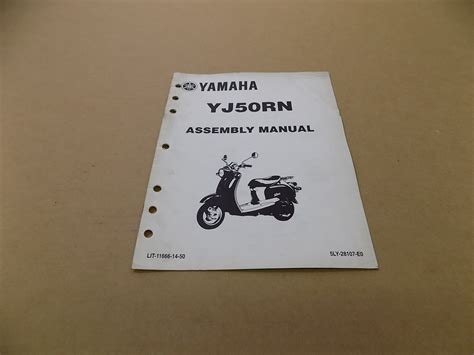 YAMAHA
YJ50RN
ASSEMBLY MANUAL
LIT-11666-14-50
5LY-28107-E0